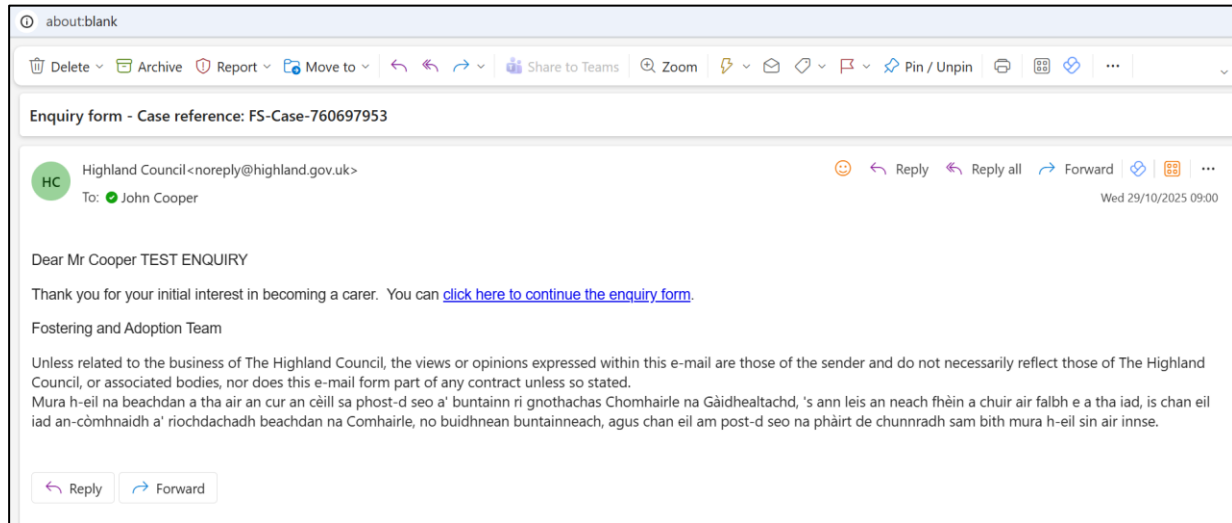 about:blank
Delete Archive Report Move to Share to Teams Zoom Pin / Unpin
Enquiry form - Case reference: FS-Case-760697953
HC
Highland Council<noreply@highland.gov.uk>
Reply Reply all Forward
To: John Cooper
Wed 29/10/2025 09:00
Dear Mr Cooper TEST ENQUIRY
Thank you for your initial interest in becoming a carer. You can click here to continue the enquiry form.
Fostering and Adoption Team
Unless related to the business of The Highland Council, the views or opinions expressed within this e-mail are those of the sender and do not necessarily reflect those of The Highland
Council, or associated bodies, nor does this e-mail form part of any contract unless so stated.
Mura h-eil na beachdan a tha air an cur an cèill sa phost-d seo a' buntainn ri gnothachas Chomhairle na Gàidhealtachd, 's ann leis an neach fhèin a chuir air falbh e a tha iad, is chan eil
iad an-còmhnaidh a' riochdachadh beachdan na Comhairle, no buidhnean buntainneach, agus chan eil am post-d seo na phàirt de chunnradh sam bith mura h-eil sin air innse.
Reply Forward